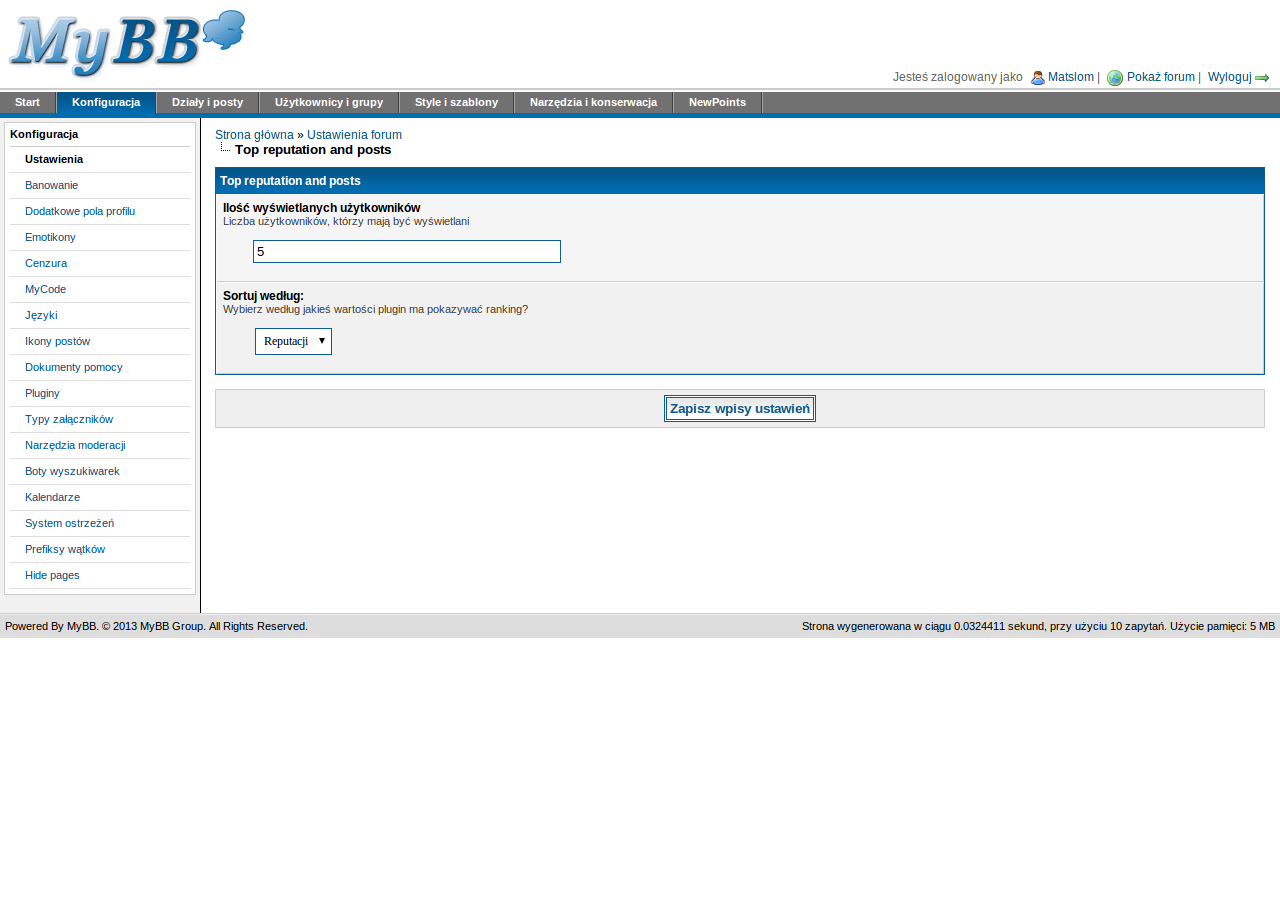 MyBB
Jesteś zalogowany jako Matslom | Pokaż forum | Wyloguj
Start Konfiguracja Działy i posty Użytkownicy i grupy Style i szablony Narzędzia i konserwacja NewPoints
Konfiguracja
Ustawienia
Banowanie
Dodatkowe pola profilu
Emotikony
Cenzura
MyCode
Języki
Ikony postów
Dokumenty pomocy
Pluginy
Typy załączników
Narzędzia moderacji
Boty wyszukiwarek
Kalendarze
System ostrzeżeń
Prefiksy wątków
Hide pages
Strona główna » Ustawienia forum
Top reputation and posts
Top reputation and posts
Ilość wyświetlanych użytkowników
Liczba użytkowników, którzy mają być wyświetlani
5
Sortuj według:
Wybierz według jakieś wartości plugin ma pokazywać ranking?
Reputacji
Zapisz wpisy ustawień
Powered By MyBB. © 2013 MyBB Group. All Rights Reserved.
Strona wygenerowana w ciągu 0.0324411 sekund, przy użyciu 10 zapytań. Użycie pamięci: 5 MB